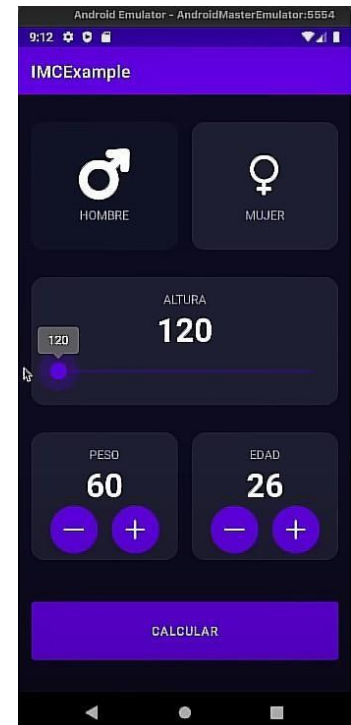 Android Emulator - AndroidMasterEmulator:5554
9:12
IMCExample
HOMBRE
MUJER
ALTURA
120
120
PESO
EDAD
60
26
CALCULAR